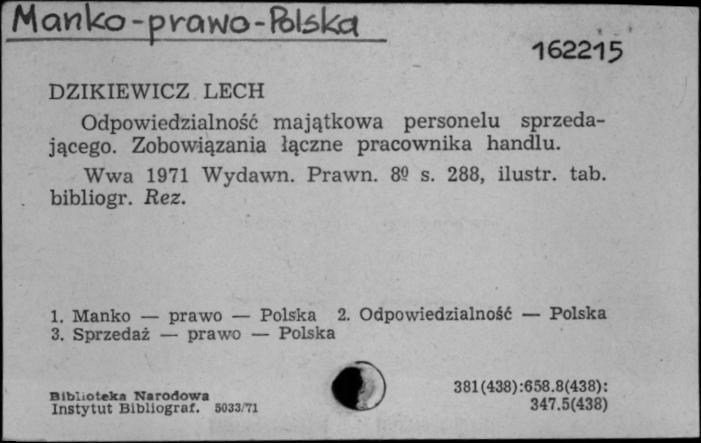 Manko-prawo-Polska
162215
DZIKIEWICZ LECH
Odpowiedzialność majątkowa personelu sprzeda-
jącego. Zobowiązania łączne pracownika handlu.
Wwa 1971 Wydawn. Prawn. 8º s. 288, ilustr. tab.
bibliogr. Rez.
1. Manko — prawo — Polska 2. Odpowiedzialność — Polska
3. Sprzedaż — prawo — Polska
Biblioteka Narodowa
Instytut Bibliograf. 5033/71
381(438):658.8(438):
347.5(438)